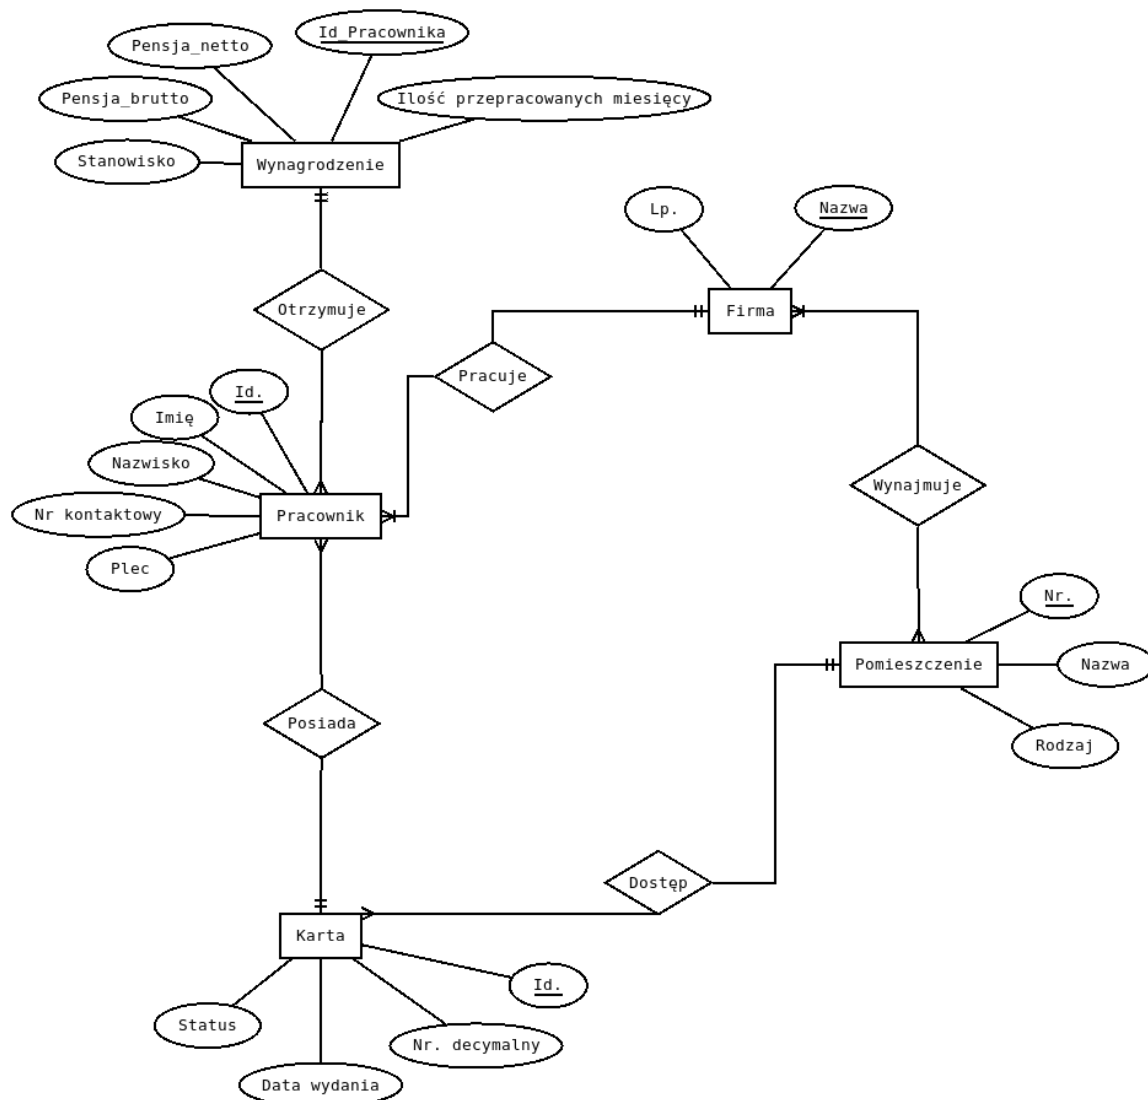 Id_Pracownika
Pensja_netto
Pensja_brutto
Ilość przepracowanych miesięcy
Stanowisko
Wynagrodzenie
Lp.
Nazwa
Otrzymuje
Firma
Pracuje
Id.
Imię
Nazwisko
Nr kontaktowy
Pracownik
Plec
Wynajmuje
Nr.
Pomieszczenie
Nazwa
Posiada
Rodzaj
Dostęp
Karta
Id.
Status
Nr. decymalny
Data wydania